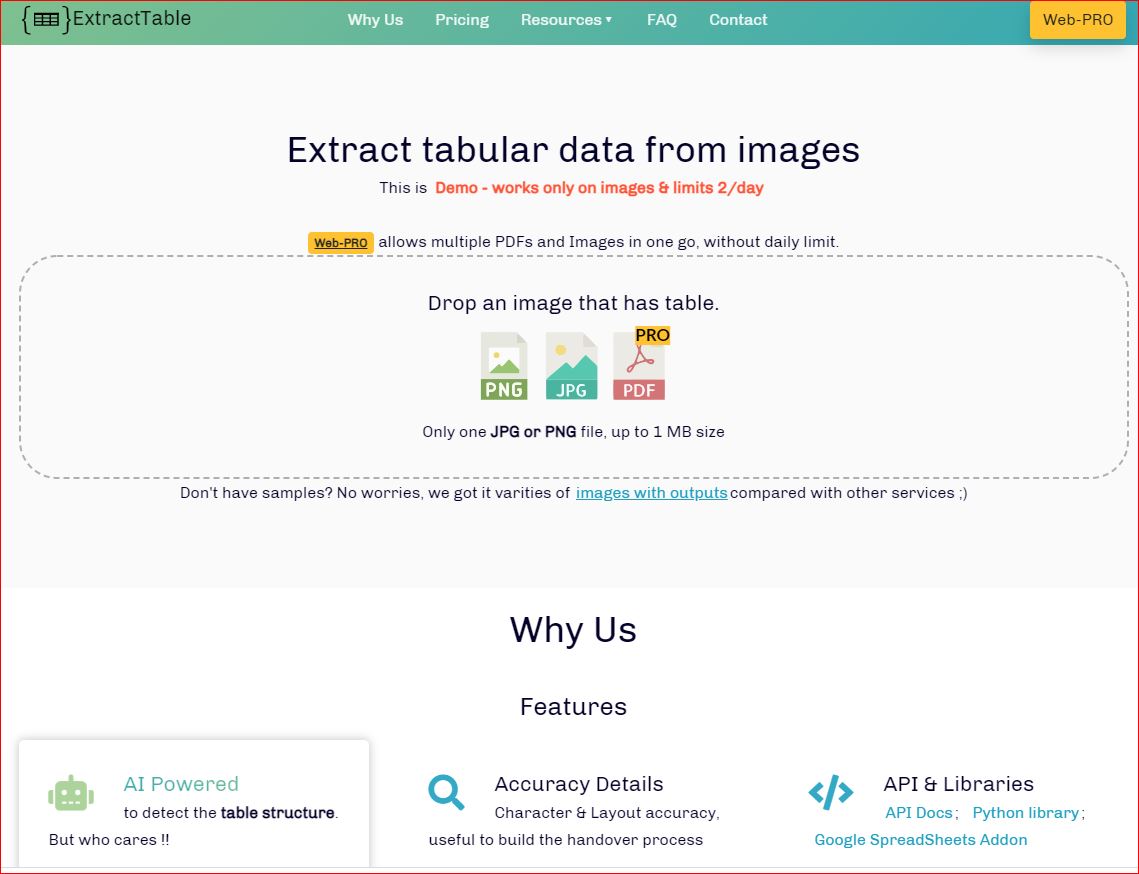 { }ExtractTable
Why Us Pricing Resources ▾ FAQ Contact
Web-PRO
Extract tabular data from images
This is Demo - works only on images & limits 2/day
Web-PRO allows multiple PDFs and Images in one go, without daily limit.
Drop an image that has table.
PRO
PNG JPG PDF
Only one JPG or PNG file, up to 1 MB size
Don't have samples? No worries, we got it varities of images with outputs compared with other services ;)
Why Us
Features
AI Powered
to detect the table structure.
But who cares !!
Accuracy Details
Character & Layout accuracy,
useful to build the handover process
API & Libraries
API Docs; Python library;
Google SpreadSheets Addon